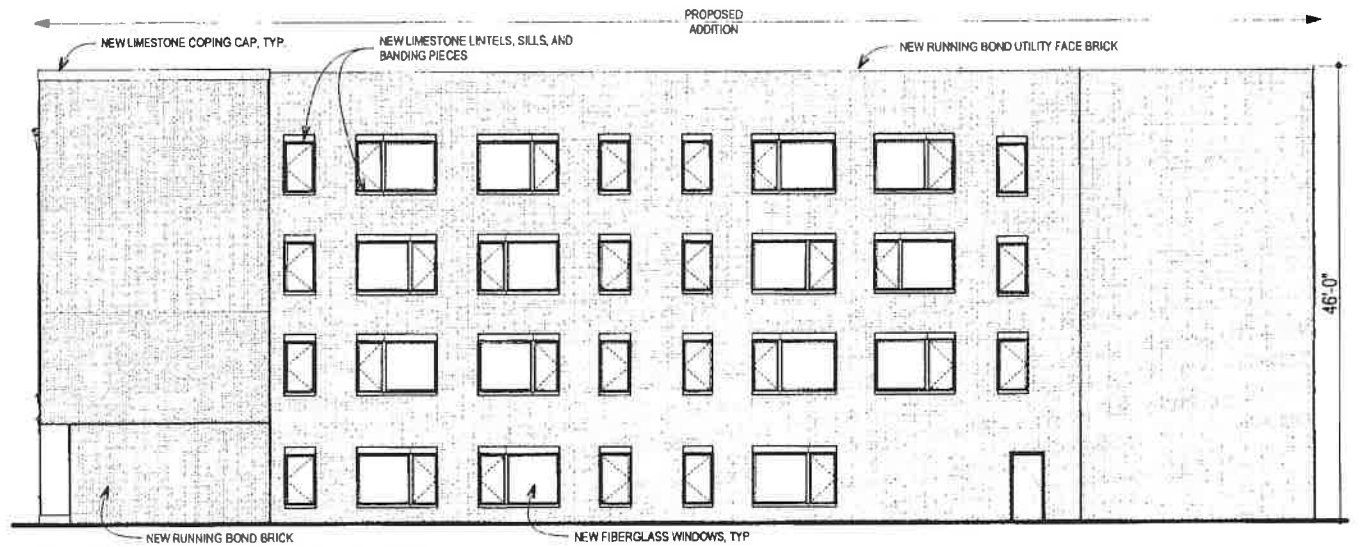 PROPOSED
ADDITION
NEW LIMESTONE COPING CAP, TYP.
NEW LIMESTONE LINTELS, SILLS, AND
BANDING PIECES
NEW RUNNING BOND UTILITY FACE BRICK
46'-0"
NEW RUNNING BOND BRICK
NEW FIBERGLASS WINDOWS, TYP